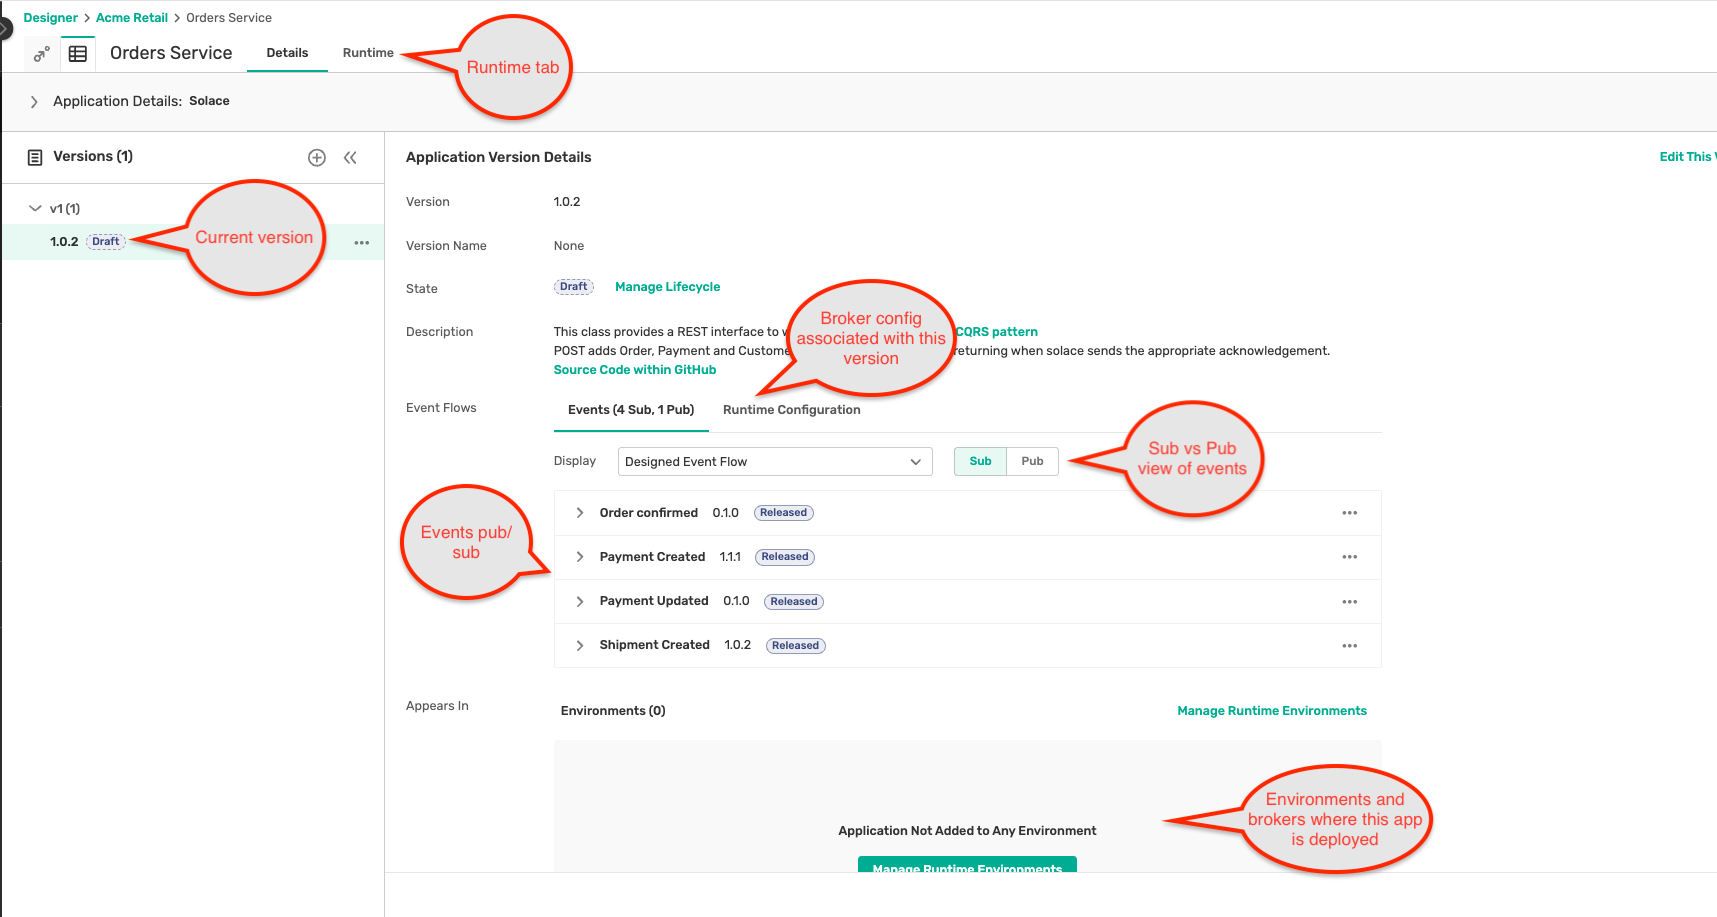 Designer > Acme Retail > Orders Service
Orders Service
Details
Runtime
Runtime tab
Application Details: Solace
Versions (1)
v1 (1)
1.0.2 Draft
Current version
Application Version Details
Edit This
Version
1.0.2
Version Name
None
State
Draft
Manage Lifecycle
Description
This class provides a REST interface to
CQRS pattern
POST adds Order, Payment and
returning when solace sends the appropriate acknowledgement.
Source Code within GitHub
Broker config
associated with this
version
Event Flows
Events (4 Sub, 1 Pub)
Runtime Configuration
Display
Designed Event Flow
Sub
Pub
Sub vs Pub
view of events
Events pub/
sub
Order confirmed 0.1.0 Released
Payment Created 1.1.1 Released
Payment Updated 0.1.0 Released
Shipment Created 1.0.2 Released
Appears In
Environments (0)
Manage Runtime Environments
Application Not Added to Any Environment
Manage Runtime Environments
Environments and
brokers where this app
is deployed